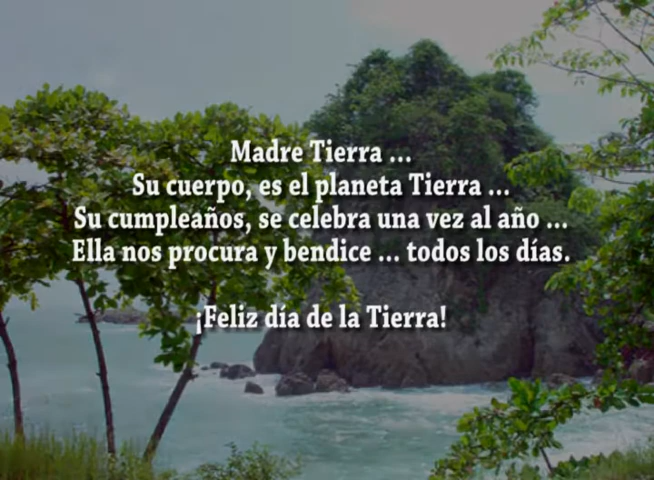 Madre Tierra ...
Su cuerpo, es el planeta Tierra ...
Su cumpleaños, se celebra una vez al año ...
Ella nos procura y bendice ... todos los días.
¡Feliz día de la Tierra!